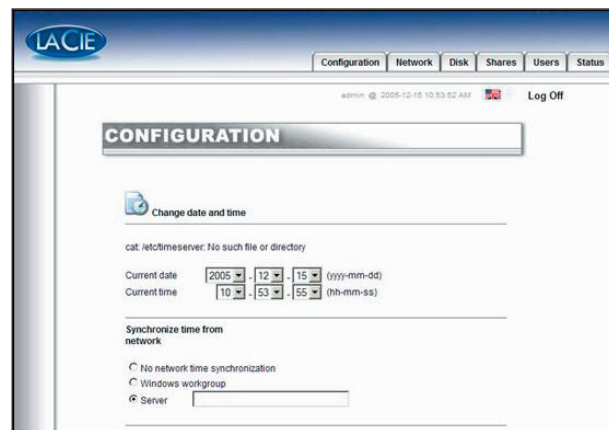 LACIE
Configuration Network Disk Shares Users Status
admin @ 2005-12-15 10:53:52 AM Log Off
CONFIGURATION
Change date and time
cat: /etc/timeserver: No such file or directory
Current date 2005 - 12 - 15 (yyyy-mm-dd)
Current time 10 - 53 - 55 (hh-mm-ss)
Synchronize time from
network
No network time synchronization
Windows workgroup
Server